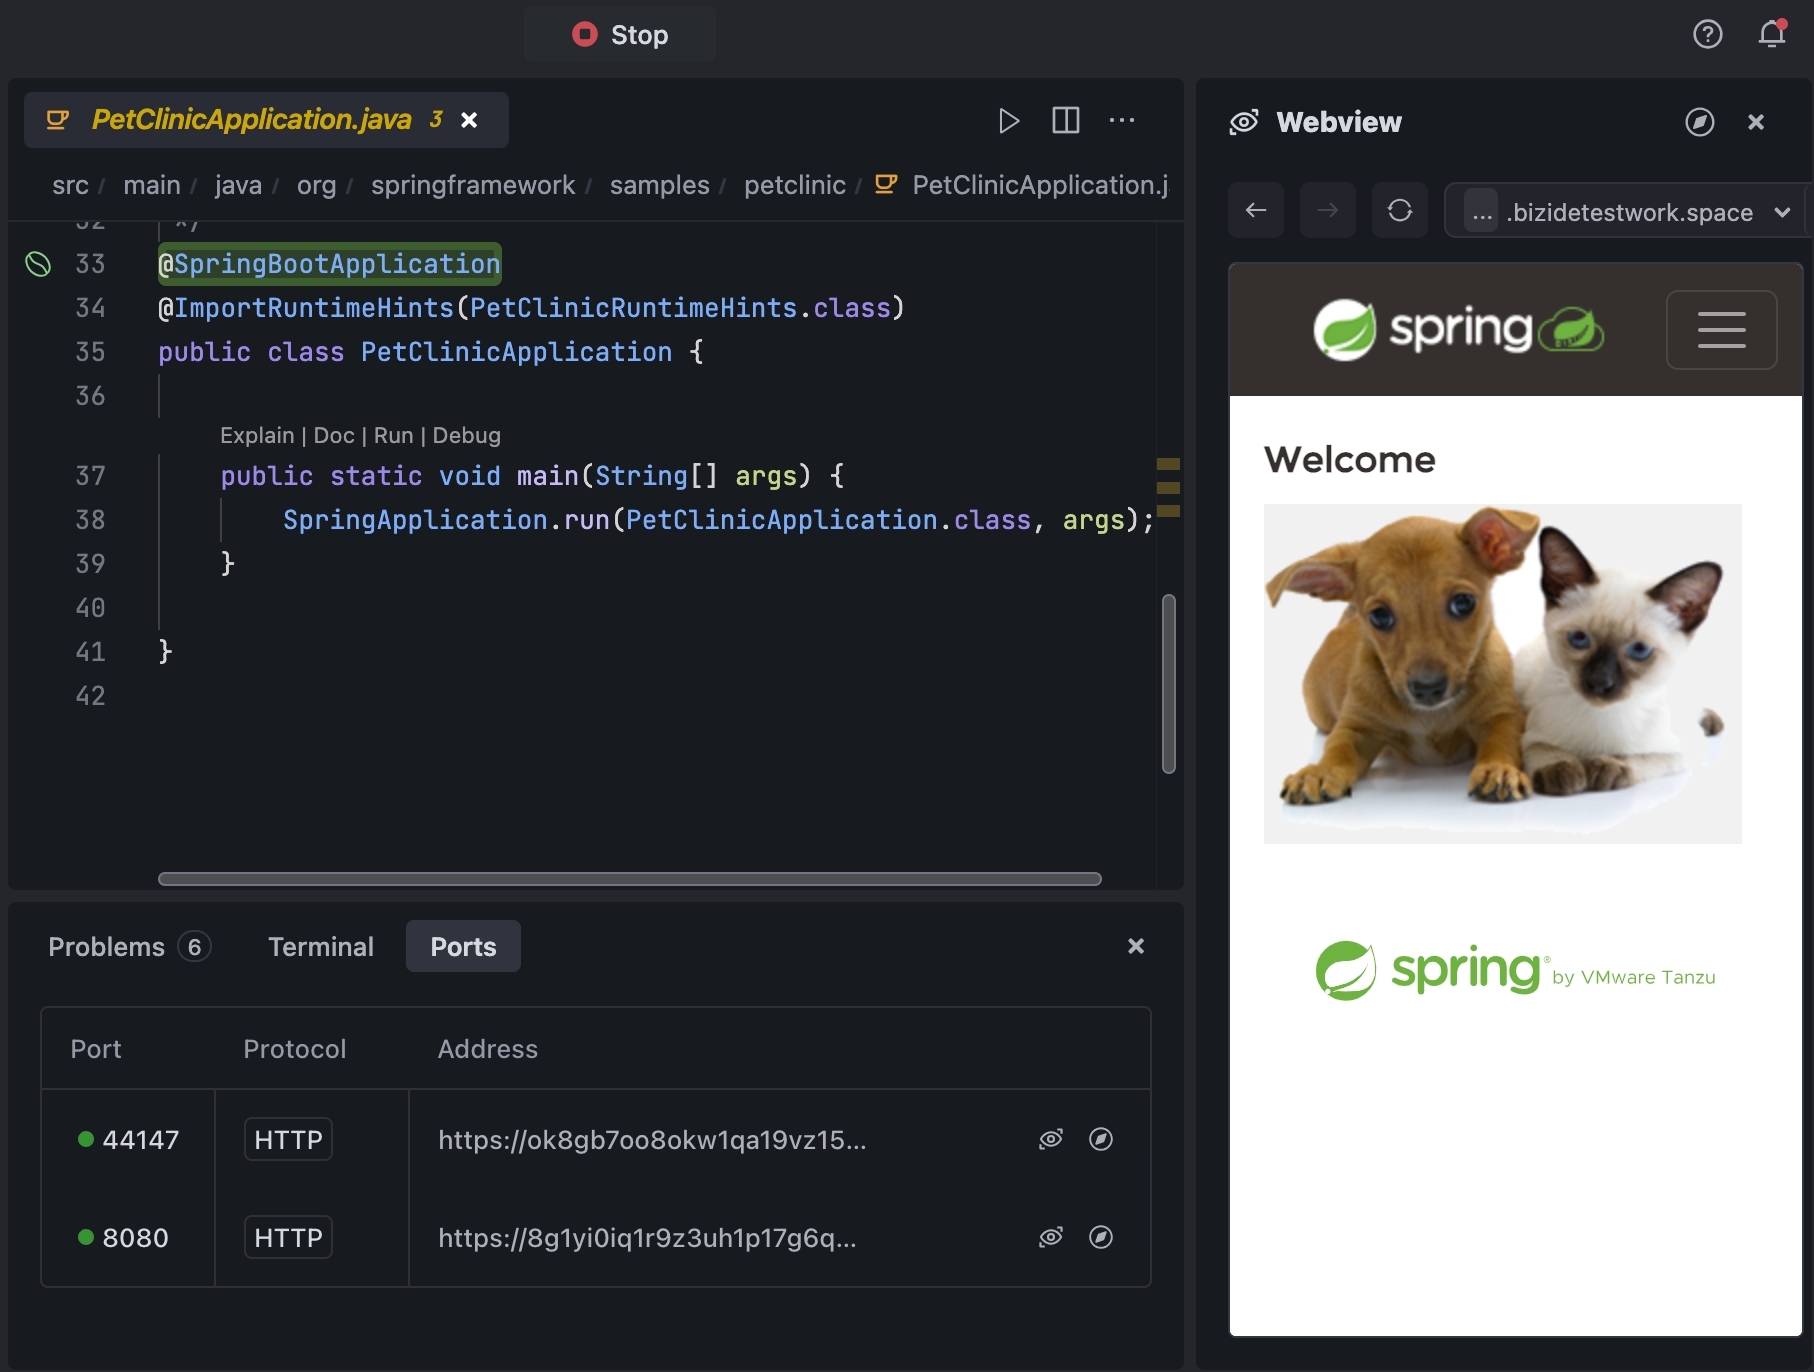 Stop
PetClinicApplication.java 3
src / main / java / org / springframework / samples / petclinic / PetClinicApplication.j
32 */
33 @SpringBootApplication
34 @ImportRuntimeHints(PetClinicRuntimeHints.class)
35 public class PetClinicApplication {
36
Explain | Doc | Run | Debug
37 public static void main(String[] args) {
38 SpringApplication.run(PetClinicApplication.class, args);
39 }
40
41 }
42
Problems 6 Terminal Ports
Port Protocol Address
44147 HTTP https://ok8gb7oo8okw1qa19vz15...
8080 HTTP https://8g1yi0iq1r9z3uh1p17g6q...
Webview
... .bizidetestwork.space
spring
Welcome
spring® by VMware Tanzu